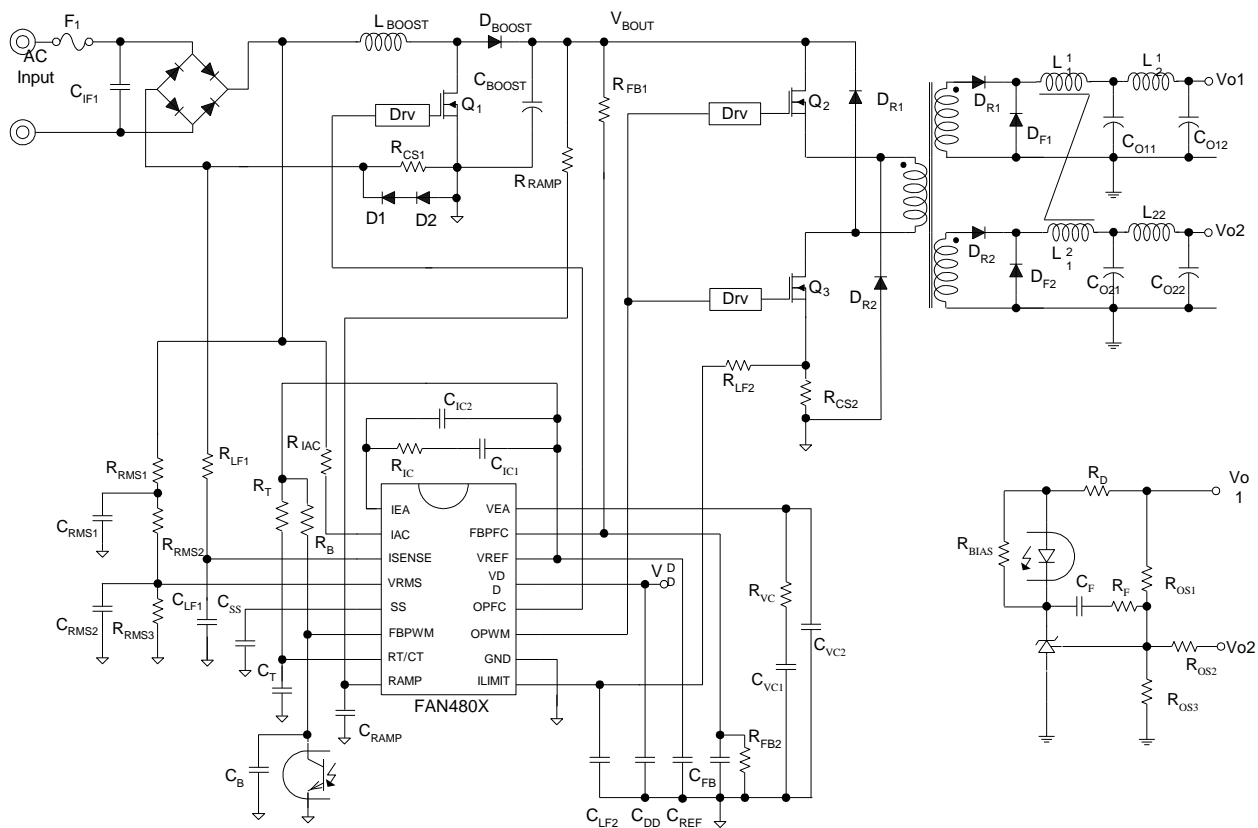 F1
AC
Input
CIF1
LBOOST
DBOOST
VBOUT
CBOOST
Drv
Q1
RCS1
D1
D2
RRAMP
RFB1
Drv
Q2
DR1
Drv
Q3
DR2
RLF2
RCS2
DR1
DF1
L11
L12
CO11
CO12
Vo1
DR2
DF2
L21
L22
CO21
CO22
Vo2
CIC2
RIC
CIC1
RIAC
RLF1
RRMS1
CRMS1
RRMS2
CRMS2
RRMS3
CLF1
CSS
RT
RB
CT
CB
CRAMP
IEA
IAC
ISENSE
VRMS
SS
FBPWM
RT/CT
RAMP
VEA
FBPFC
VREF
VD
D
OPFC
OPWM
GND
ILIMIT
FAN480X
VDD
RVC
CVC1
CVC2
RFB2
CFB
CLF2
CDD
CREF
RD
Vo
1
RBIAS
CF
RF
ROS1
ROS2
Vo2
ROS3